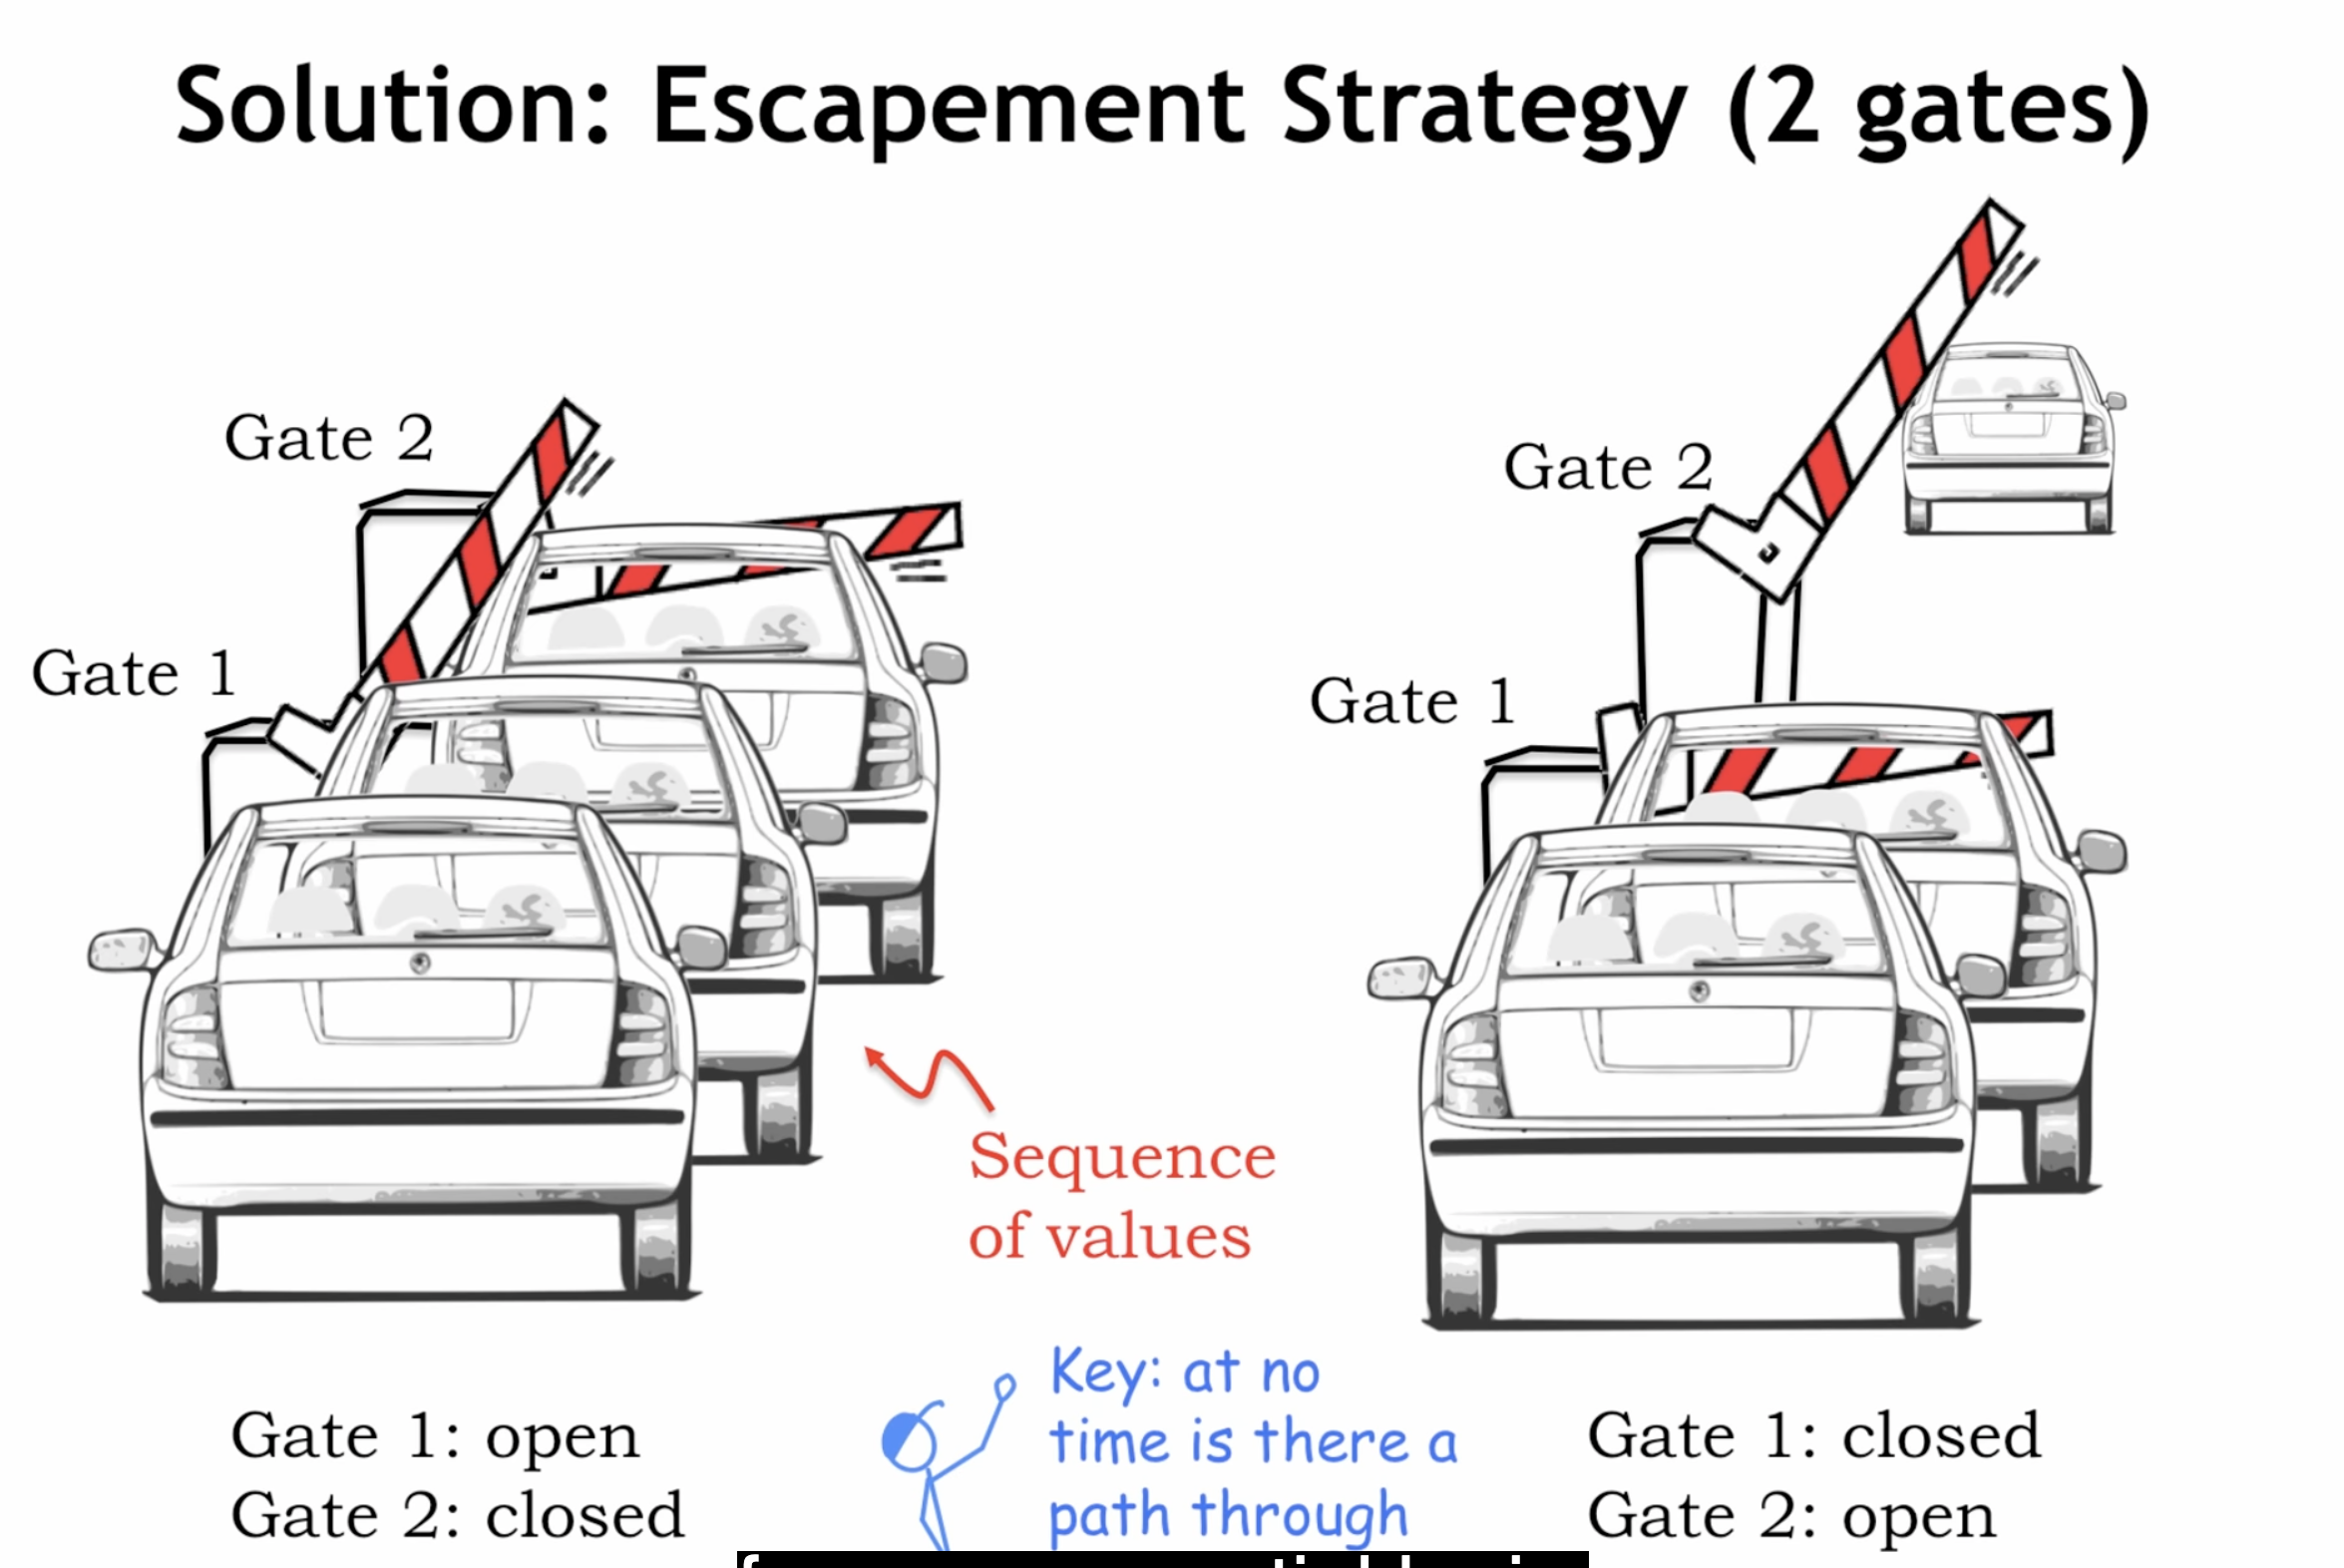 Solution: Escapement Strategy (2 gates)
Gate 2
Gate 1
Gate 2
Gate 1
Sequence
of values
Gate 1: open
Gate 2: closed
Key: at no
time is there a
path through
Gate 1: closed
Gate 2: open